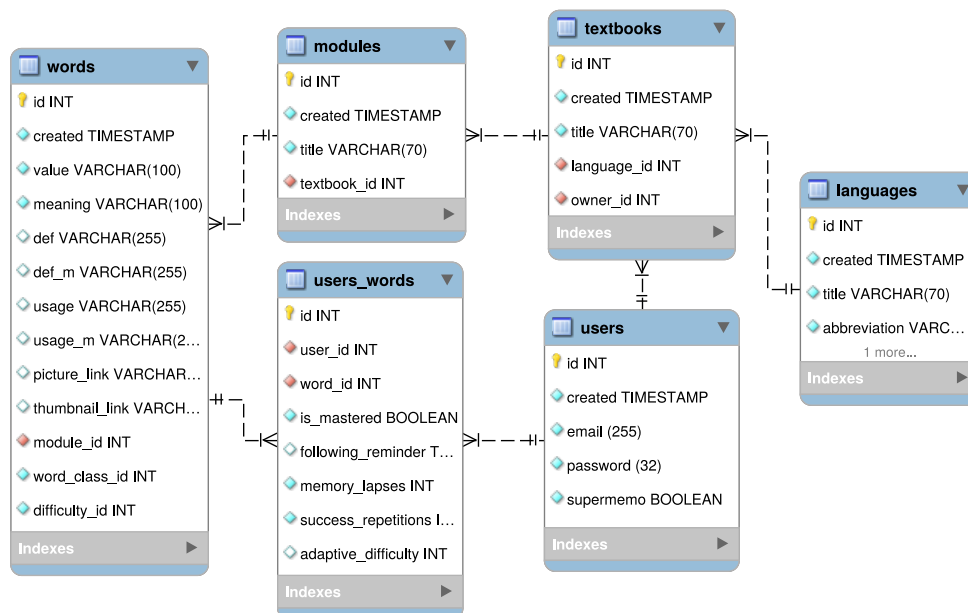 words
id INT
created TIMESTAMP
value VARCHAR(100)
meaning VARCHAR(100)
def VARCHAR(255)
def_m VARCHAR(255)
usage VARCHAR(255)
usage_m VARCHAR(2...
picture_link VARCHAR...
thumbnail_link VARCH...
module_id INT
word_class_id INT
difficulty_id INT
Indexes
modules
id INT
created TIMESTAMP
title VARCHAR(70)
textbook_id INT
Indexes
users_words
id INT
user_id INT
word_id INT
is_mastered BOOLEAN
following_reminder T...
memory_lapses INT
success_repetitions I...
adaptive_difficulty INT
Indexes
textbooks
id INT
created TIMESTAMP
title VARCHAR(70)
language_id INT
owner_id INT
Indexes
users
id INT
created TIMESTAMP
email (255)
password (32)
supermemo BOOLEAN
Indexes
languages
id INT
created TIMESTAMP
title VARCHAR(70)
abbreviation VARC...
1 more...
Indexes